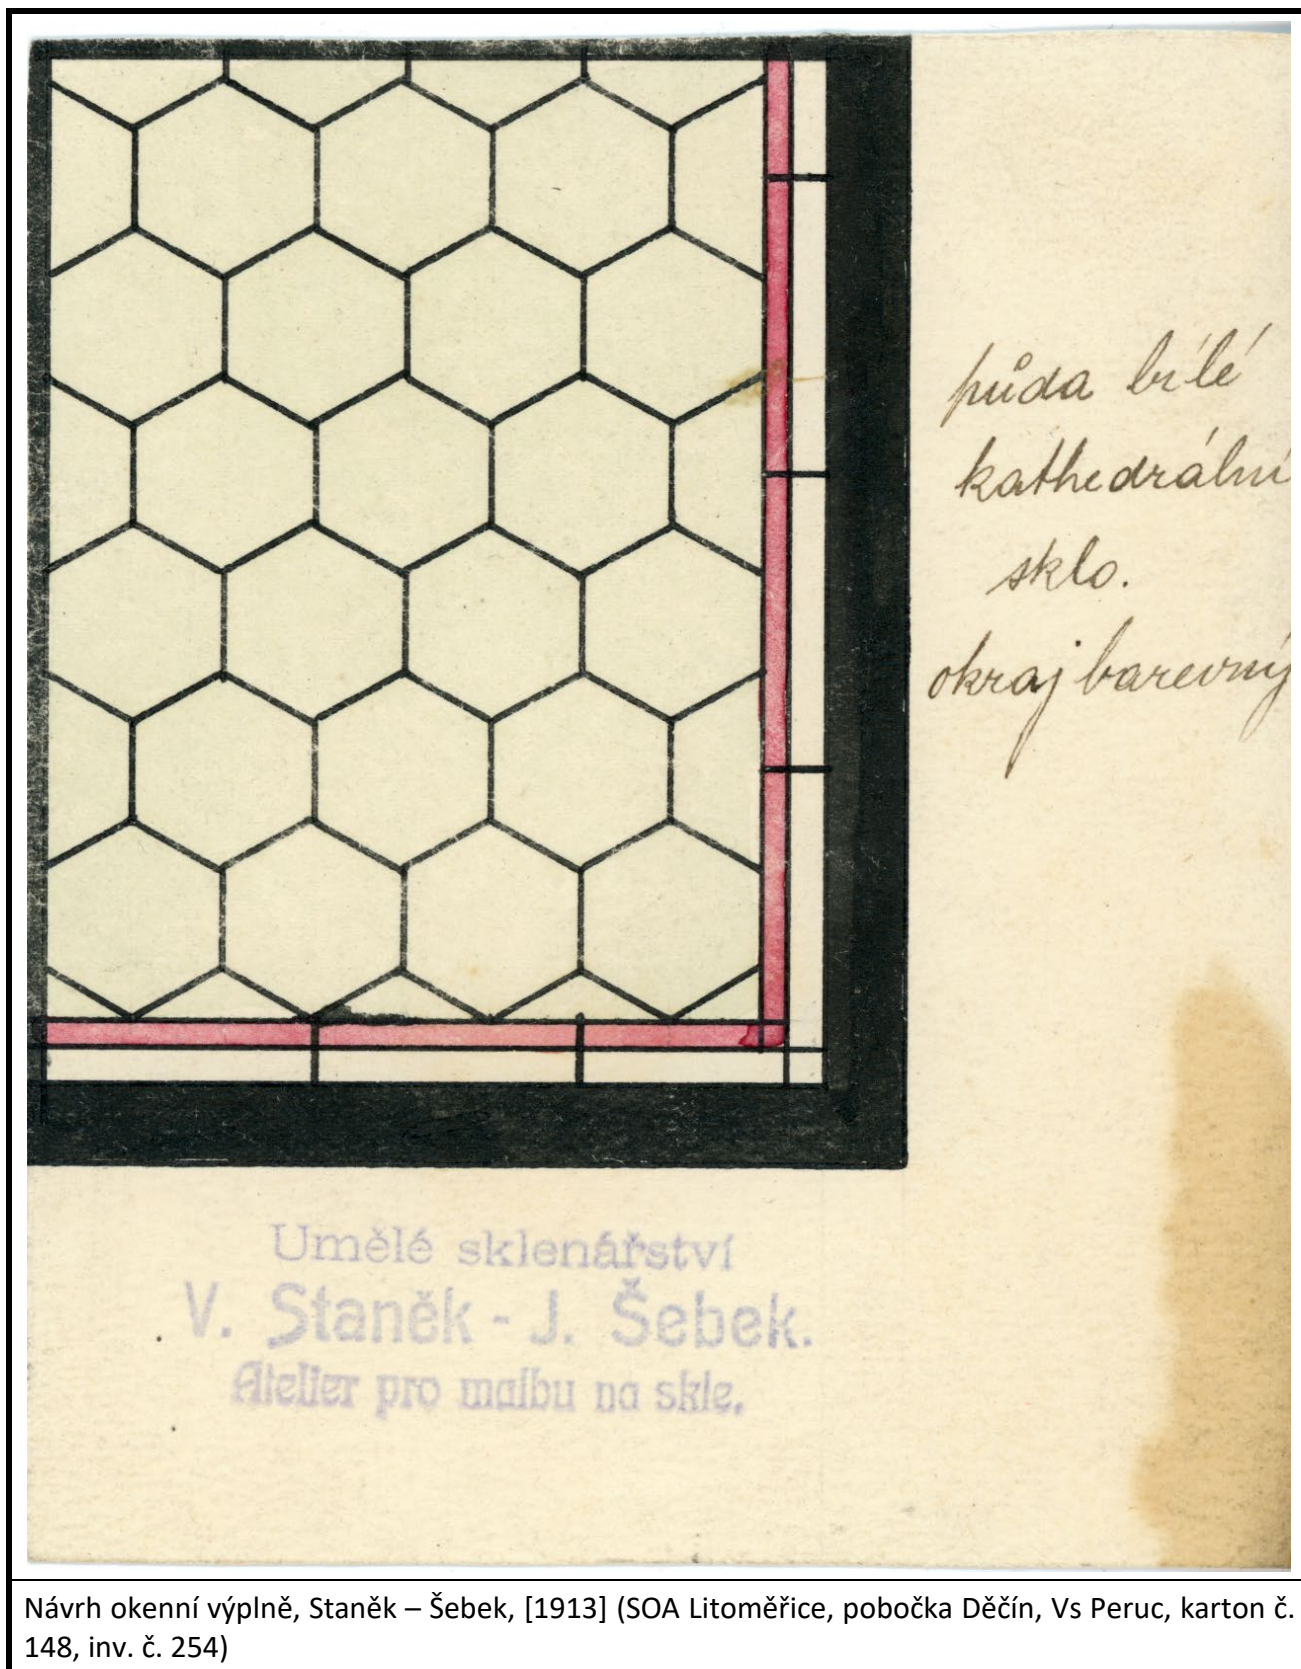 půda bílé
kathedrální
sklo.
okraj barevný
Umělé sklenářství
V. Staněk - J. Šebek.
Atelier pro malbu na skle.
Návrh okenní výplně, Staněk – Šebek, [1913] (SOA Litoměřice, pobočka Děčín, Vs Peruc, karton č.
148, inv. č. 254)